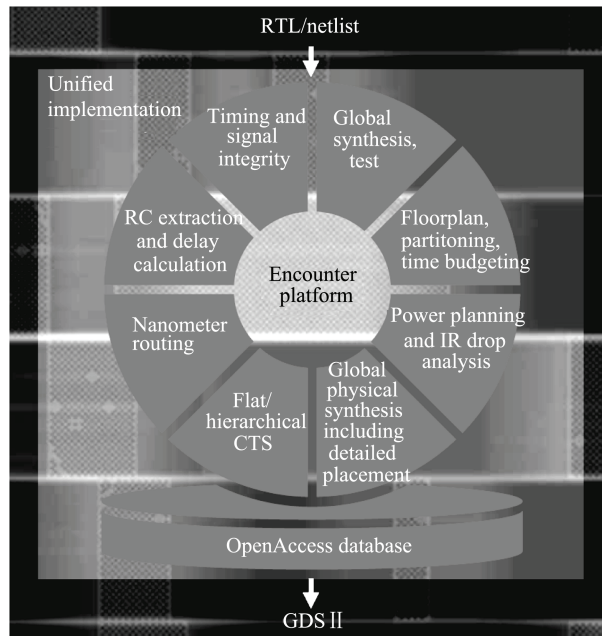 RTL/netlist
Unified
implementation
Timing and
signal
integrity
Global
synthesis,
test
RC extraction
and delay
calculation
Floorplan,
partitoning,
time budgeting
Encounter
platform
Nanometer
routing
Power planning
and IR drop
analysis
Flat/
hierarchical
CTS
Global
physical
synthesis
including
detailed
placement
OpenAccess database
GDS II